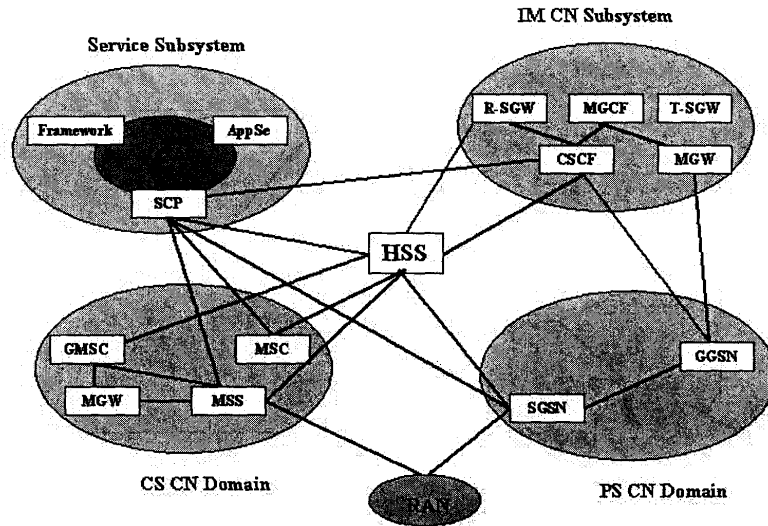 IM CN Subsystem
Service Subsystem
R-SGW
MGCF
T-SGW
Framework
AppSe
CSCF
MGW
SCP
HSS
GMSC
MSC
GGSN
MGW
MSS
SGSN
CS CN Domain
RAN
PS CN Domain